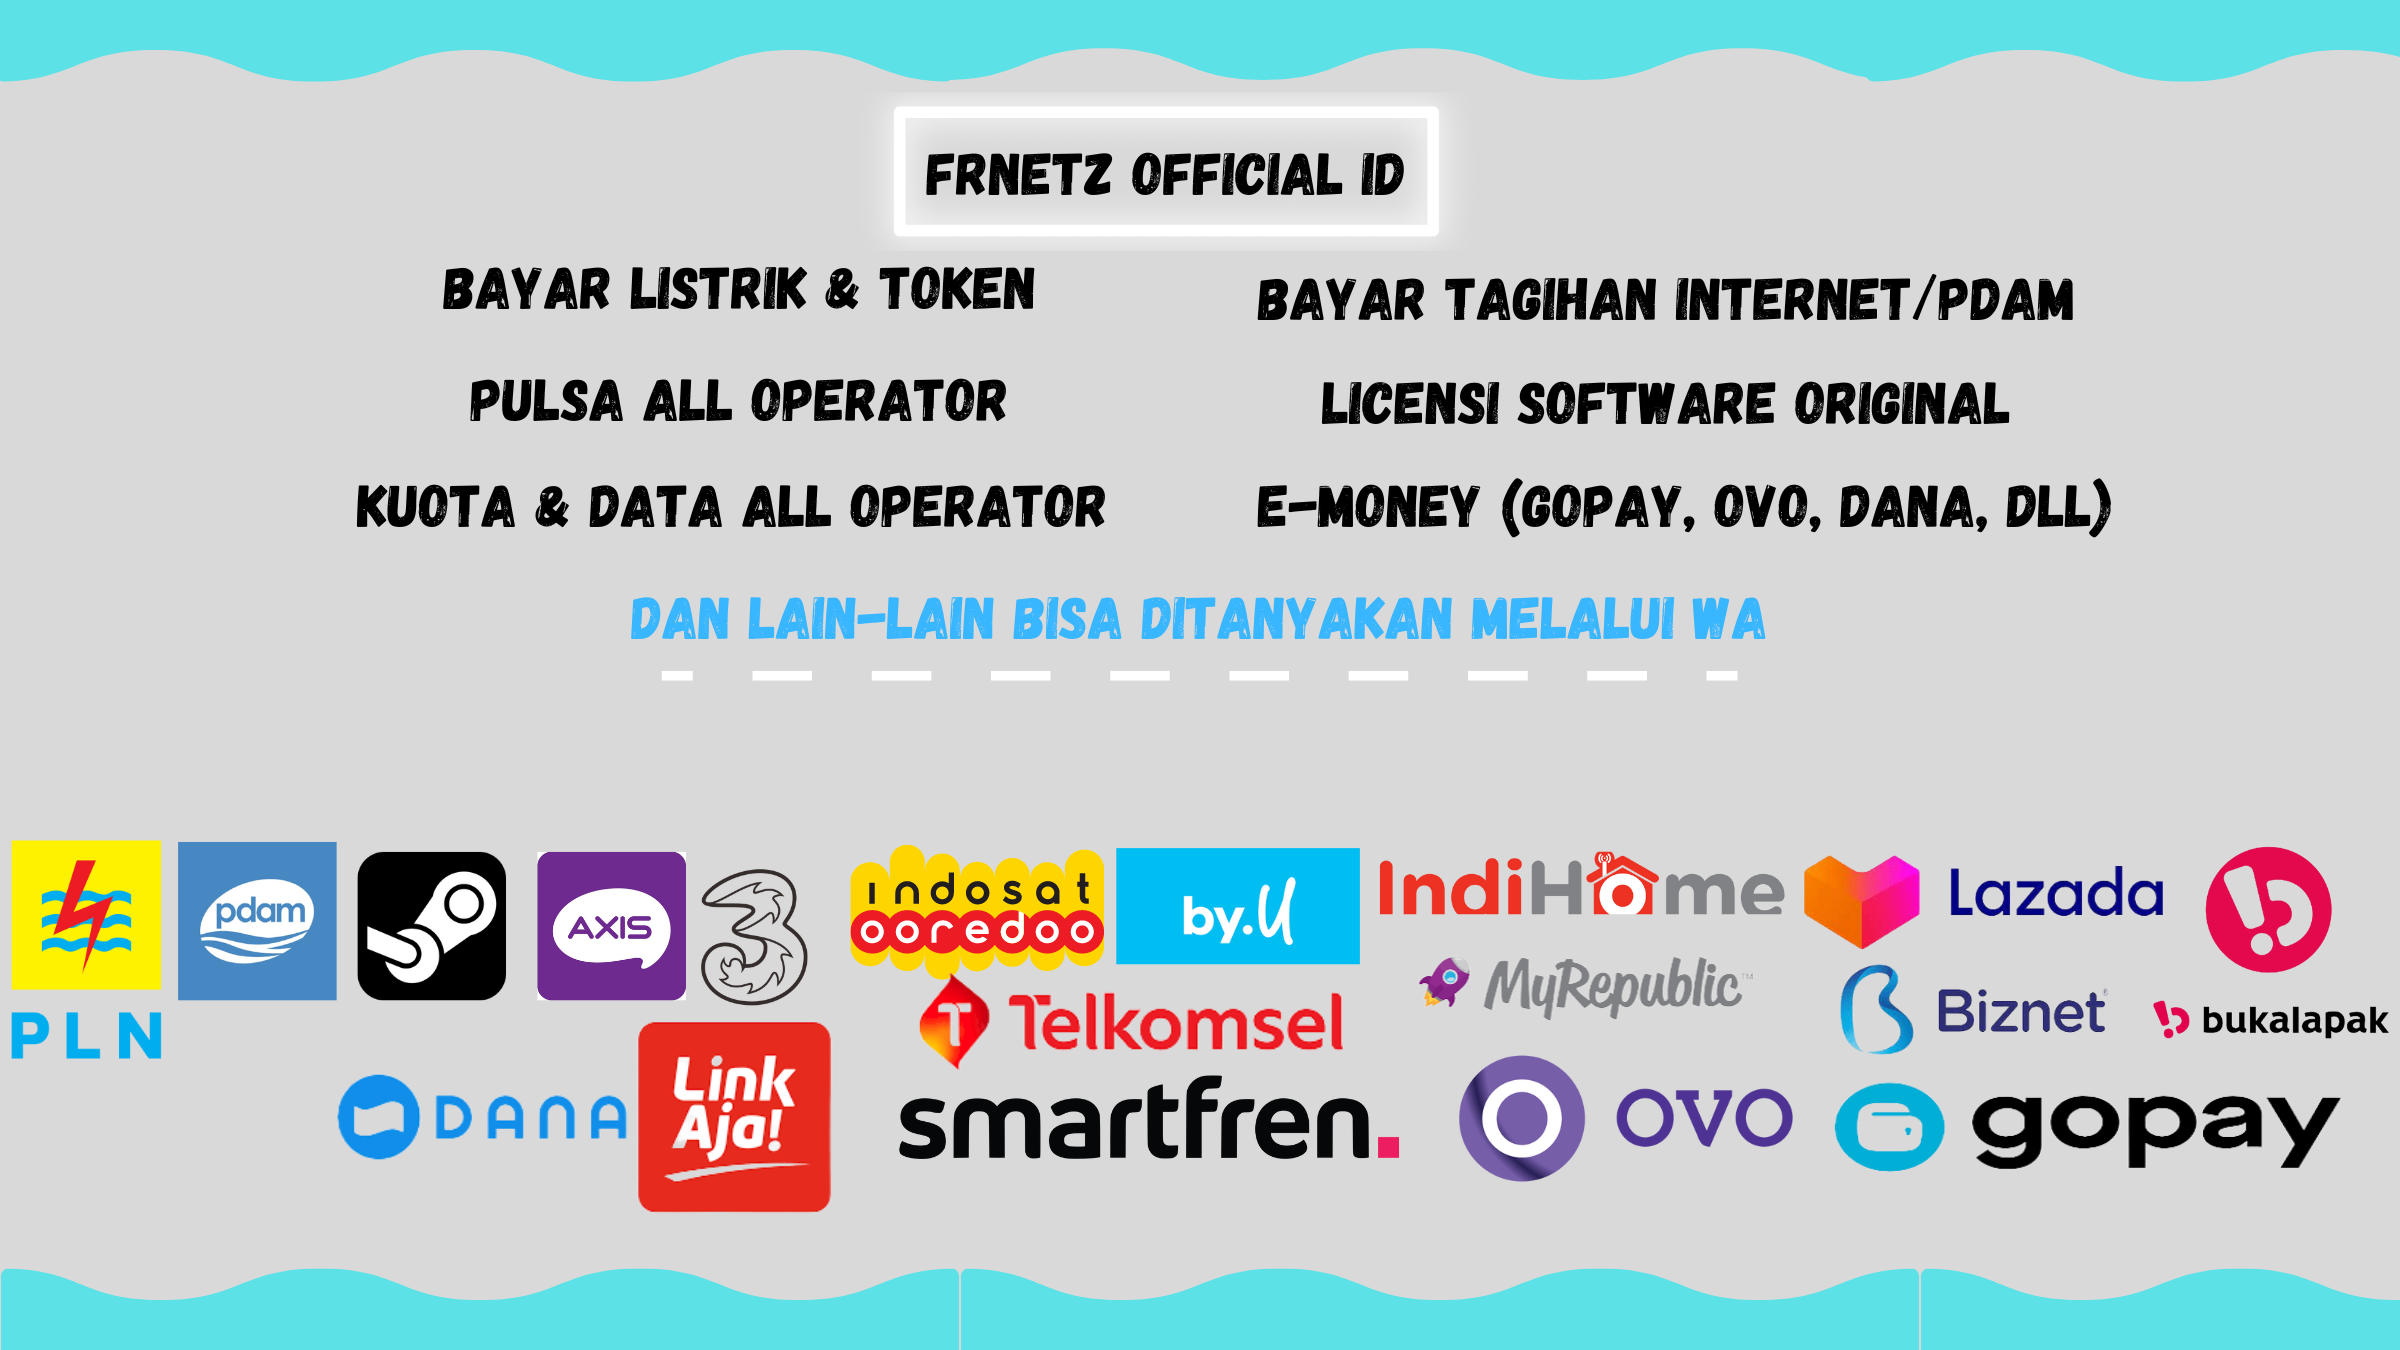 FRNETZ OFFICIAL ID
BAYAR LISTRIK & TOKEN
BAYAR TAGIHAN INTERNET/PDAM
PULSA ALL OPERATOR
LICENSI SOFTWARE ORIGINAL
KUOTA & DATA ALL OPERATOR
E-MONEY (GOPAY, OVO, DANA, DLL)
DAN LAIN-LAIN BISA DITANYAKAN MELALUI WA
PLN
pdam
AXIS
3
indosat
ooredoo
by.U
IndiHome
Lazada
MyRepublic™
Telkomsel
Biznet
bukalapak
DANA
Link
Aja!
smartfren.
OVO
gopay